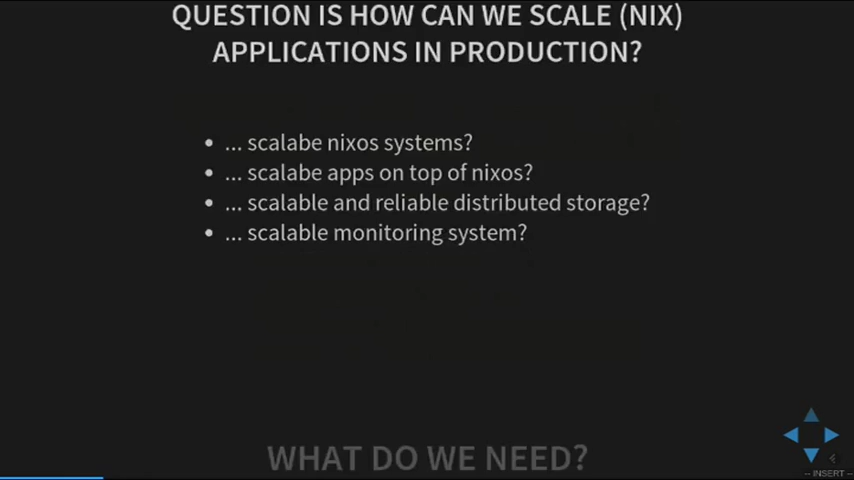 QUESTION IS HOW CAN WE SCALE (NIX)
APPLICATIONS IN PRODUCTION?
• ... scalabe nixos systems?
• ... scalabe apps on top of nixos?
• ... scalable and reliable distributed storage?
• ... scalable monitoring system?
WHAT DO WE NEED?
-- INSERT --